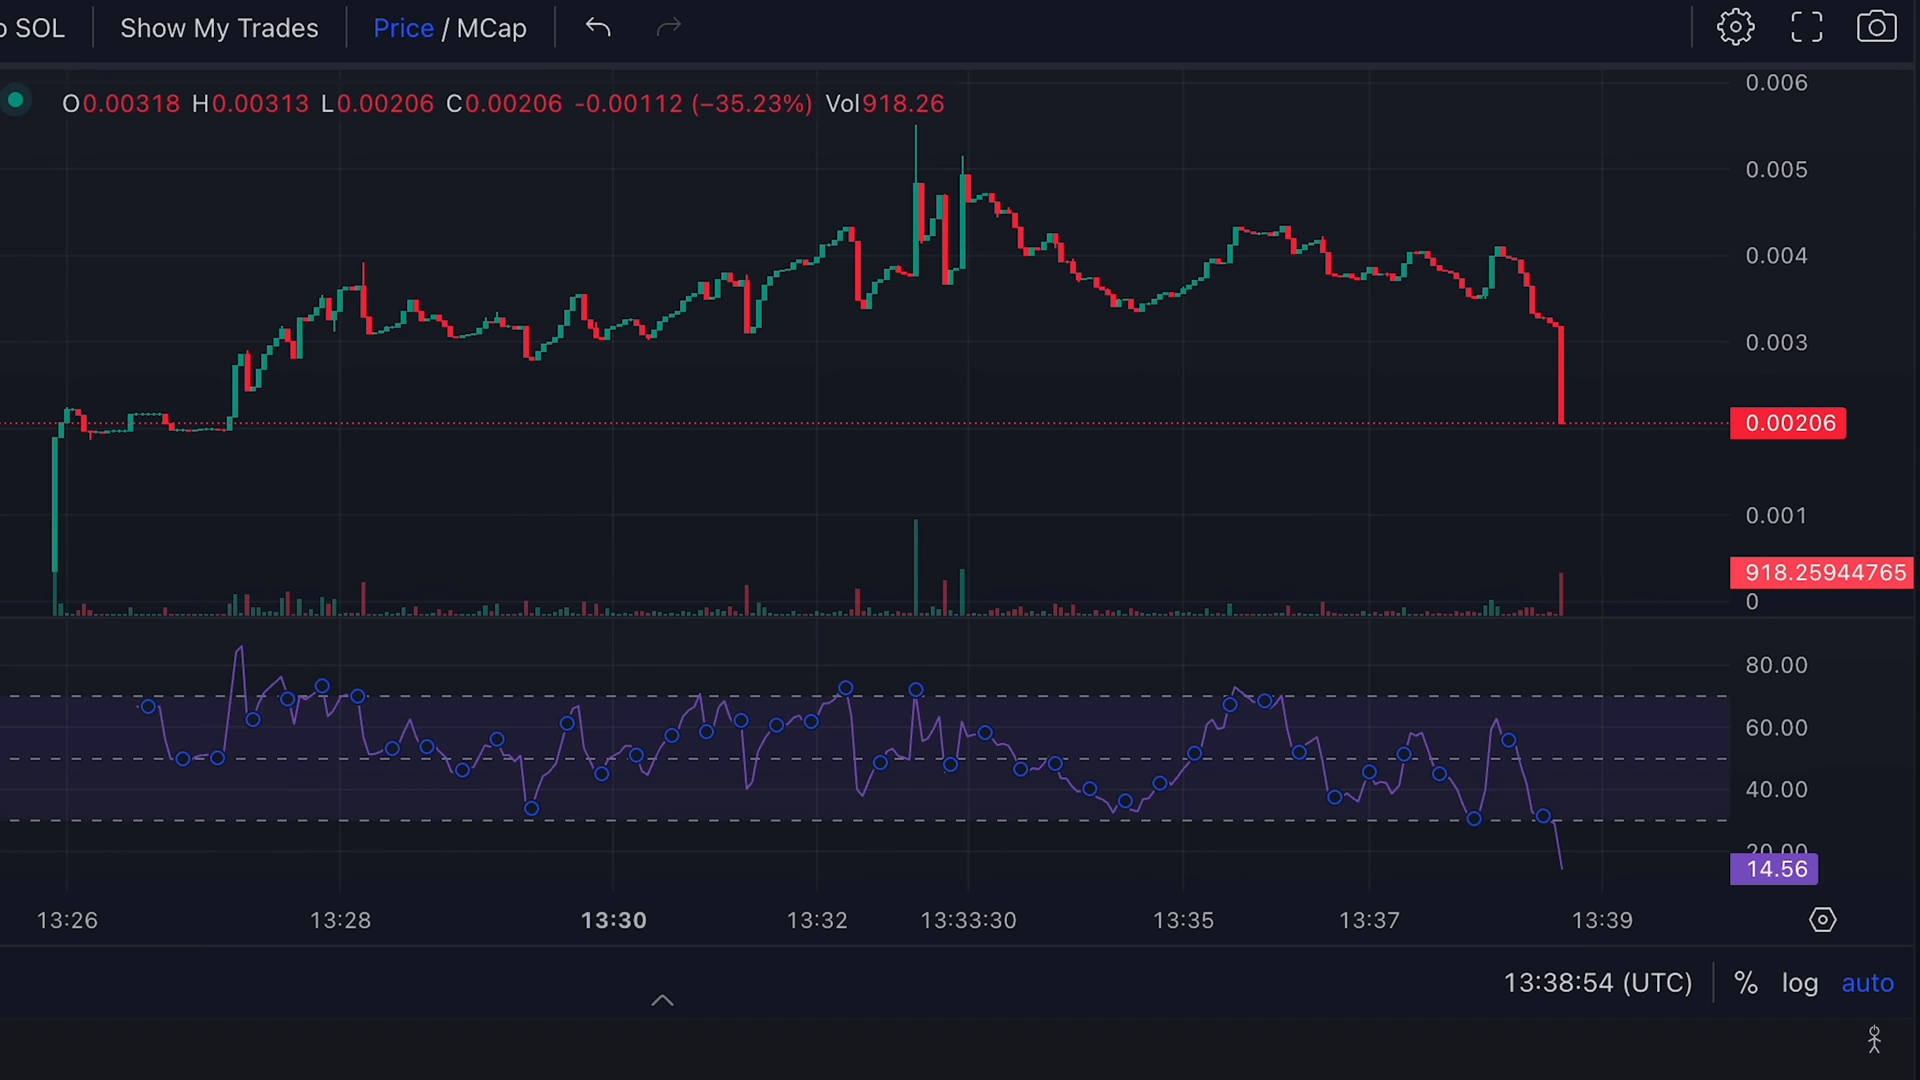 SOL
Show My Trades
Price / MCap
O0.00318 H0.00313 L0.00206 C0.00206 -0.00112 (−35.23%) Vol918.26
0.006
0.005
0.004
0.003
0.00206
0.001
918.25944765
0
80.00
60.00
40.00
20.00
14.56
13:26 13:28 13:30 13:32 13:33:30 13:35 13:37 13:39
13:38:54 (UTC) % log auto